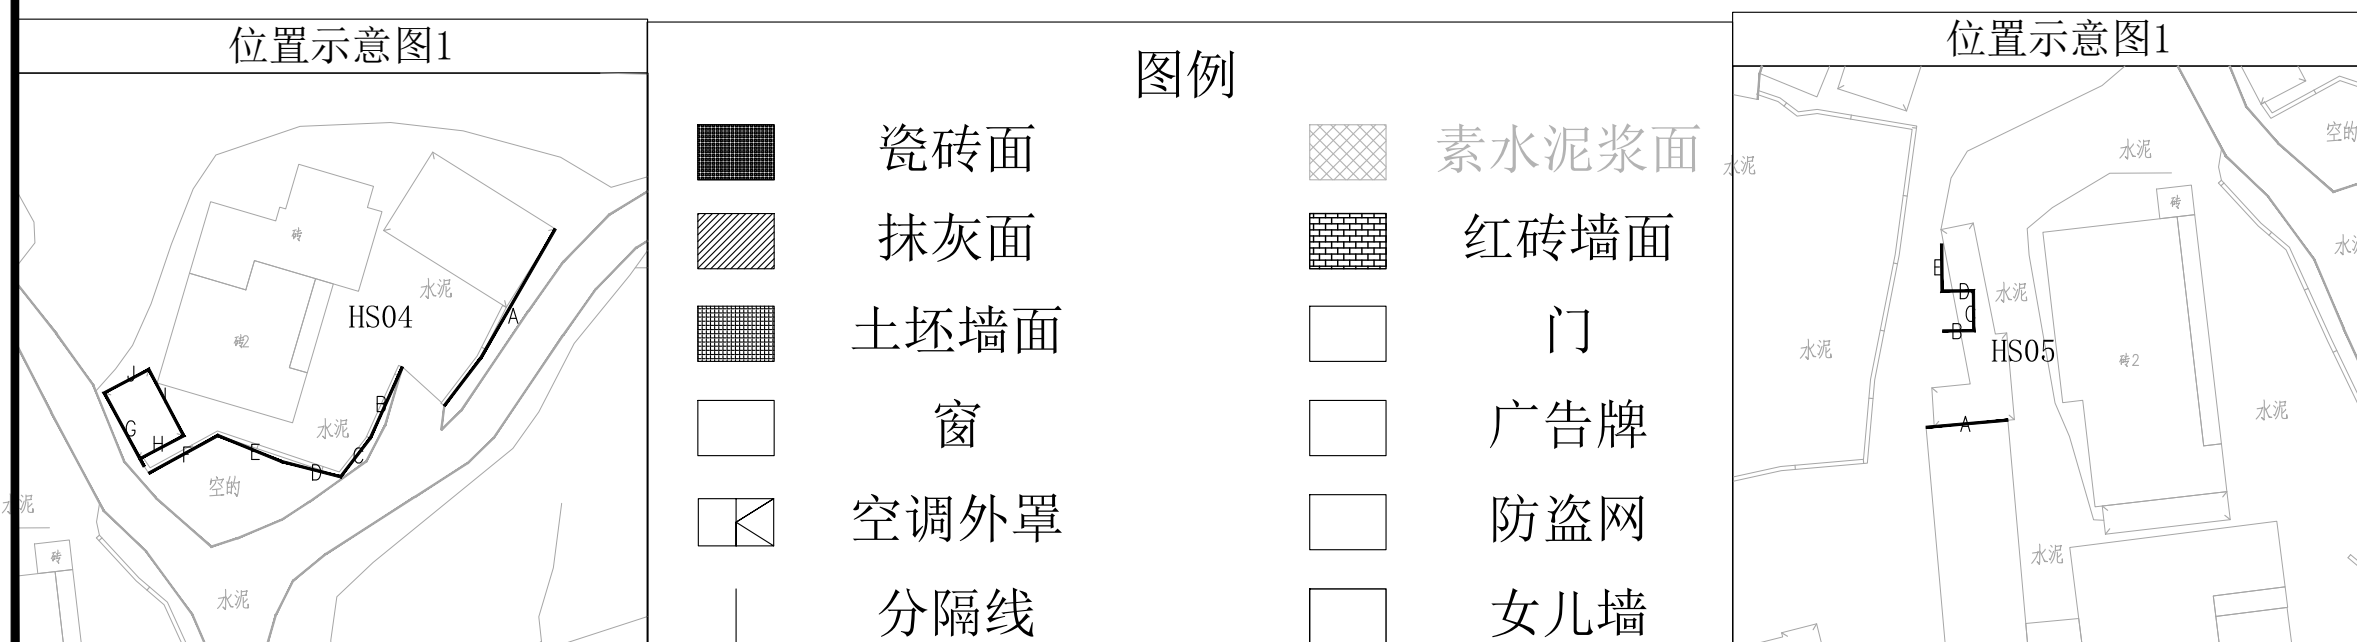 位置示意图1
砖
水泥
HS04
砖2
A
J
I
B
G
H
F
水泥
E
C
D
空的
水泥
砖
水泥
图例
瓷砖面
素水泥浆面
抹灰面
红砖墙面
土坯墙面
门
窗
广告牌
空调外罩
防盗网
分隔线
女儿墙
位置示意图1
空的
水泥
水泥
砖
水泥
E
D
水泥
C
B
水泥
HS05
砖2
A
水泥
水泥